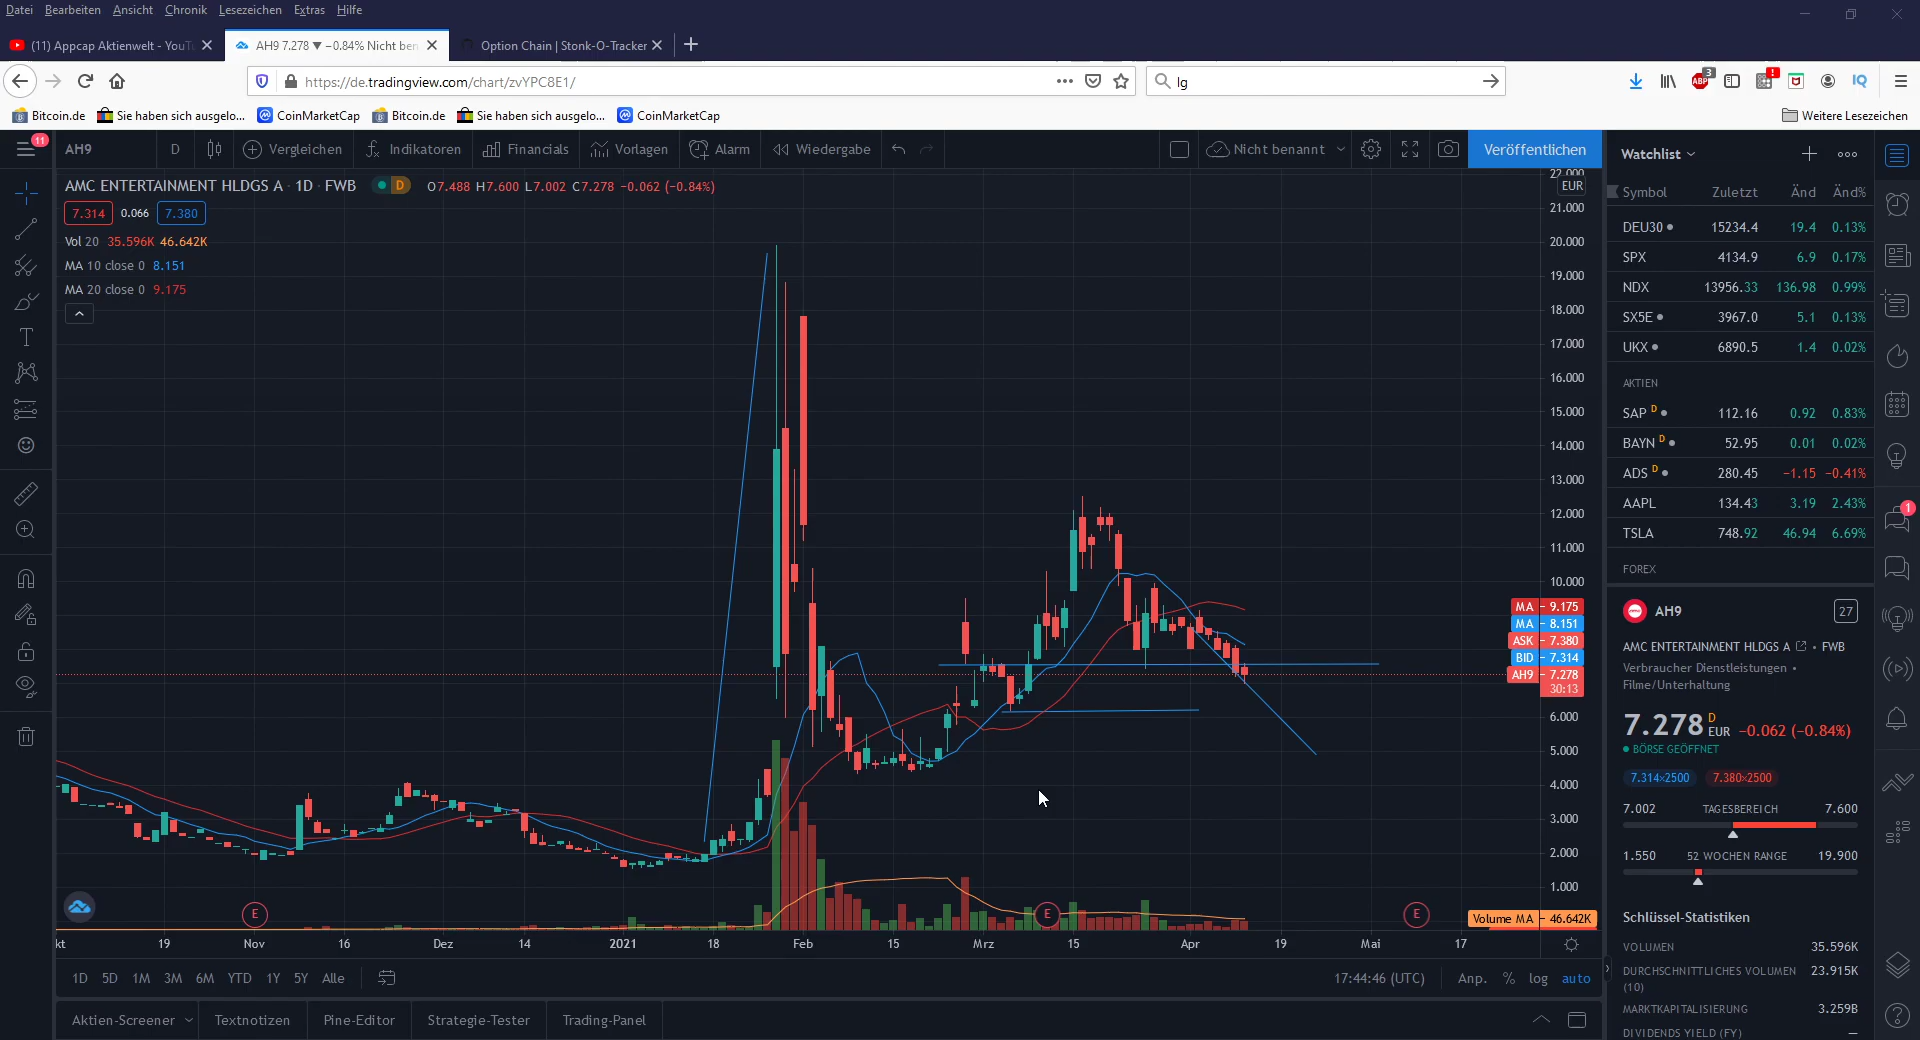 Datei Bearbeiten Ansicht Chronik Lesezeichen Extras Hilfe
(11) Appcap Aktienwelt - YouT
AH9 7.278 ▼ −0.84% Nicht ben
Option Chain | Stonk-O-Tracker
https://de.tradingview.com/chart/zvYPC8E1/
lg
ABP 3
!
IQ
Bitcoin.de Sie haben sich ausgelo... CoinMarketCap Bitcoin.de Sie haben sich ausgelo... CoinMarketCap Weitere Lesezeichen
11
AH9 D Vergleichen Indikatoren Financials Vorlagen Alarm Wiedergabe Nicht benannt Veröffentlichen
AMC ENTERTAINMENT HLDGS A · 1D · FWB D O7.488 H7.600 L7.002 C7.278 −0.062 (−0.84%)
7.314 0.066 7.380
Vol 20 35.596K 46.642K
MA 10 close 0 8.151
MA 20 close 0 9.175
22.000
EUR
21.000
20.000
19.000
18.000
17.000
16.000
15.000
14.000
13.000
12.000
11.000
10.000
MA 9.175
MA 8.151
ASK 7.380
BID 7.314
AH9 7.278
30:13
6.000
5.000
4.000
3.000
2.000
1.000
E E E
Volume MA 46.642K
kt 19 Nov 16 Dez 14 2021 18 Feb 15 Mrz 15 Apr 19 Mai 17
1D 5D 1M 3M 6M YTD 1Y 5Y Alle 17:44:46 (UTC) Anp. % log auto
Aktien-Screener Textnotizen Pine-Editor Strategie-Tester Trading-Panel
Watchlist
Symbol Zuletzt Änd Änd%
DEU30 15234.4 19.4 0.13%
SPX 4134.9 6.9 0.17%
NDX 13956.33 136.98 0.99%
SX5E 3967.0 5.1 0.13%
UKX 6890.5 1.4 0.02%
AKTIEN
SAP D 112.16 0.92 0.83%
BAYN D 52.95 0.01 0.02%
ADS D 280.45 −1.15 −0.41%
AAPL 134.43 3.19 2.43%
TSLA 748.92 46.94 6.69%
FOREX
1
AH9 27
AMC ENTERTAINMENT HLDGS A • FWB
Verbraucher Dienstleistungen •
Filme/Unterhaltung
7.278 D EUR −0.062 (−0.84%)
BÖRSE GEÖFFNET
7.314×2500 7.380×2500
7.002 TAGESBEREICH 7.600
1.550 52 WOCHEN RANGE 19.900
Schlüssel-Statistiken
VOLUMEN 35.596K
DURCHSCHNITTLICHES VOLUMEN 23.915K
(10)
MARKTKAPITALISIERUNG 3.259B
DIVIDENDS YIELD (FY) —